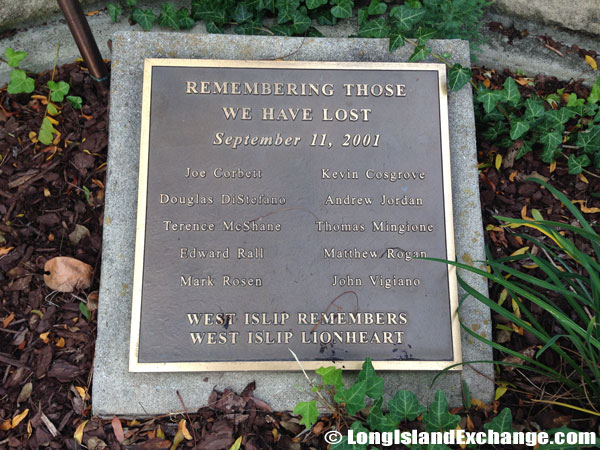 REMEMBERING THOSE
WE HAVE LOST
September 11, 2001
Joe Corbett Kevin Cosgrove
Douglas DiStefano Andrew Jordan
Terence McShane Thomas Mingione
Edward Rall Matthew Rogan
Mark Rosen John Vigiano
WEST ISLIP REMEMBERS
WEST ISLIP LIONHEART
© LongIslandExchange.com